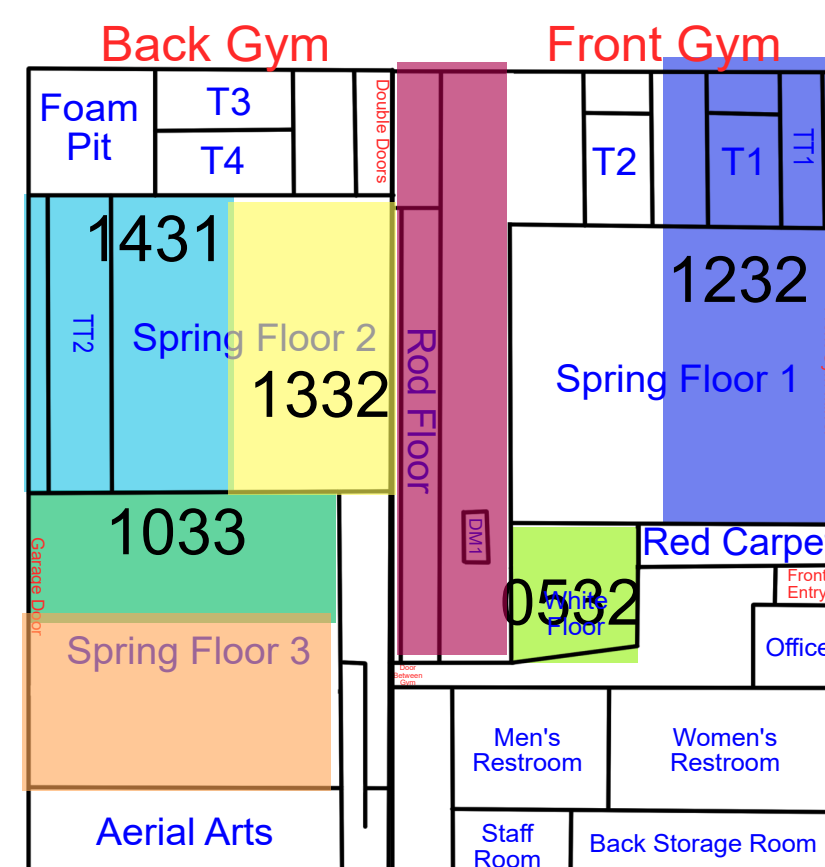 Back Gym
Front Gym
Foam
Pit
T3
T4
Double Doors
T2
T1
TT1
1431
1232
TT2
Spring Floor 2
1332
Rod Floor
Spring Floor 1
DM1
1033
Garage Door
Red Carpe
0532
White
Floor
Front
Entry
Spring Floor 3
Office
Door
Between
Gym
Men's
Restroom
Women's
Restroom
Aerial Arts
Staff
Room
Back Storage Room